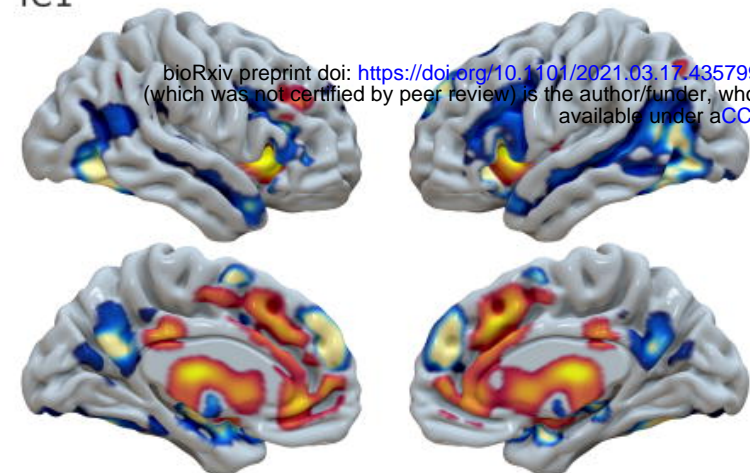 bioRxiv preprint doi: https://doi.org/10.1101/2021.03.17.435799
(which was not certified by peer review) is the author/funder, who
available under aCC